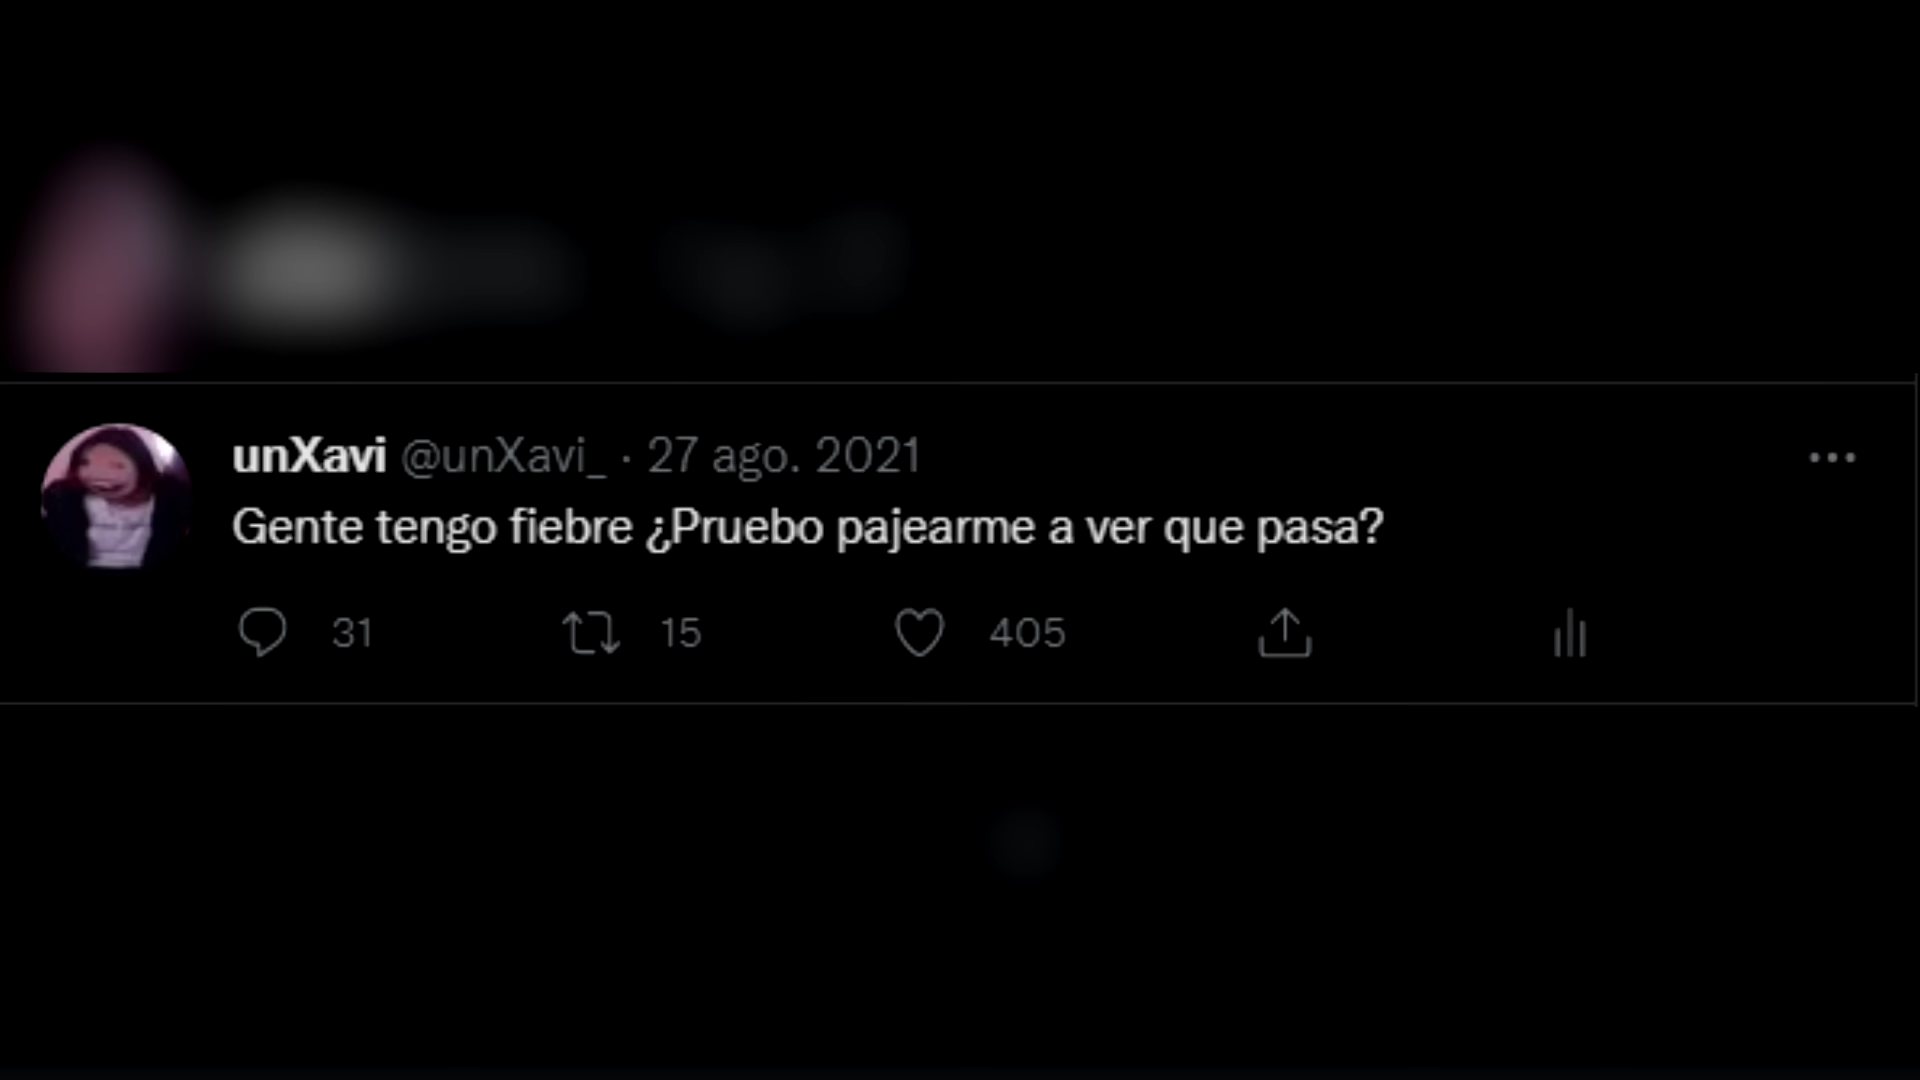 unXavi @unXavi_ · 27 ago. 2021
Gente tengo fiebre ¿Pruebo pajearme a ver que pasa?
31 15 405